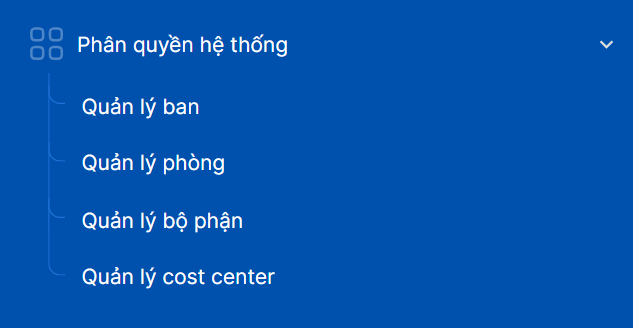 Phân quyền hệ thống
Quản lý ban
Quản lý phòng
Quản lý bộ phận
Quản lý cost center